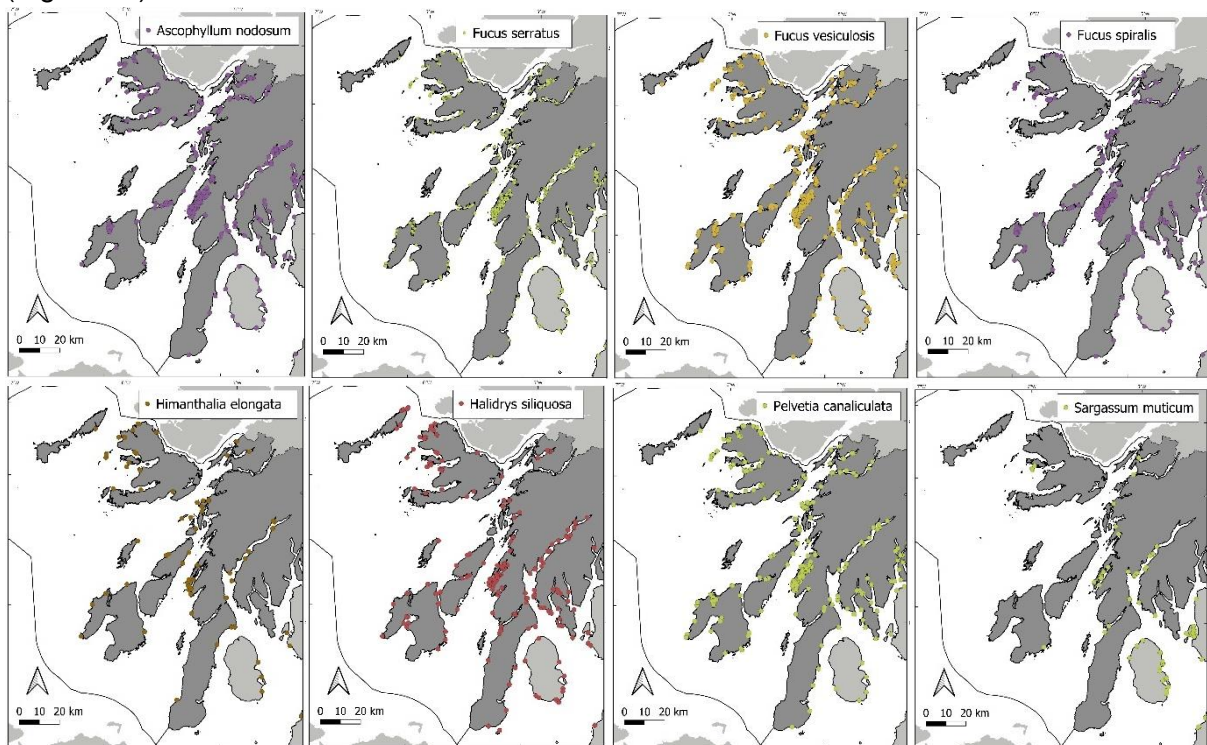 Ascophyllum nodosum
Fucus serratus
Fucus vesiculosis
Fucus spiralis
0 10 20 km
0 10 20 km
0 10 20 km
0 10 20 km
Himanthalia elongata
Halidrys siliquosa
Pelvetia canaliculata
Sargassum muticum
0 10 20 km
0 10 20 km
0 10 20 km
0 10 20 km